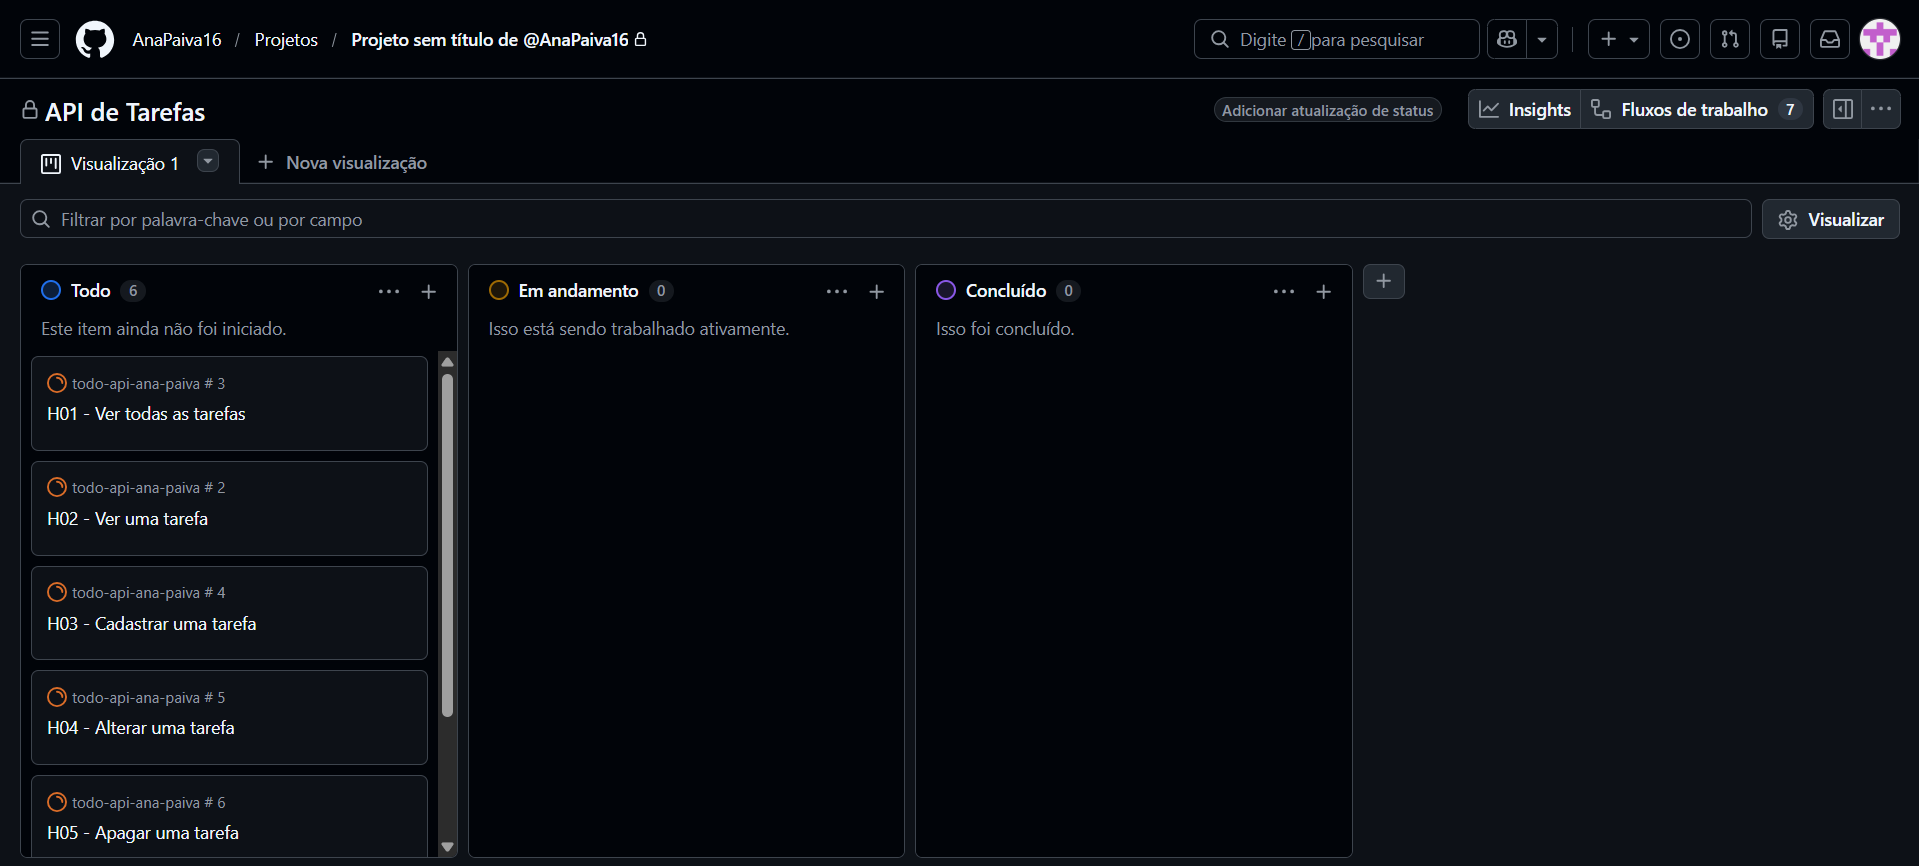 AnaPaiva16 / Projetos / Projeto sem título de @AnaPaiva16
Digite / para pesquisar
API de Tarefas
Adicionar atualização de status
Insights
Fluxos de trabalho 7
Visualização 1
Nova visualização
Filtrar por palavra-chave ou por campo
Visualizar
Todo 6
Este item ainda não foi iniciado.
todo-api-ana-paiva # 3
H01 - Ver todas as tarefas
todo-api-ana-paiva # 2
H02 - Ver uma tarefa
todo-api-ana-paiva # 4
H03 - Cadastrar uma tarefa
todo-api-ana-paiva # 5
H04 - Alterar uma tarefa
todo-api-ana-paiva # 6
H05 - Apagar uma tarefa
Em andamento 0
Isso está sendo trabalhado ativamente.
Concluído 0
Isso foi concluído.